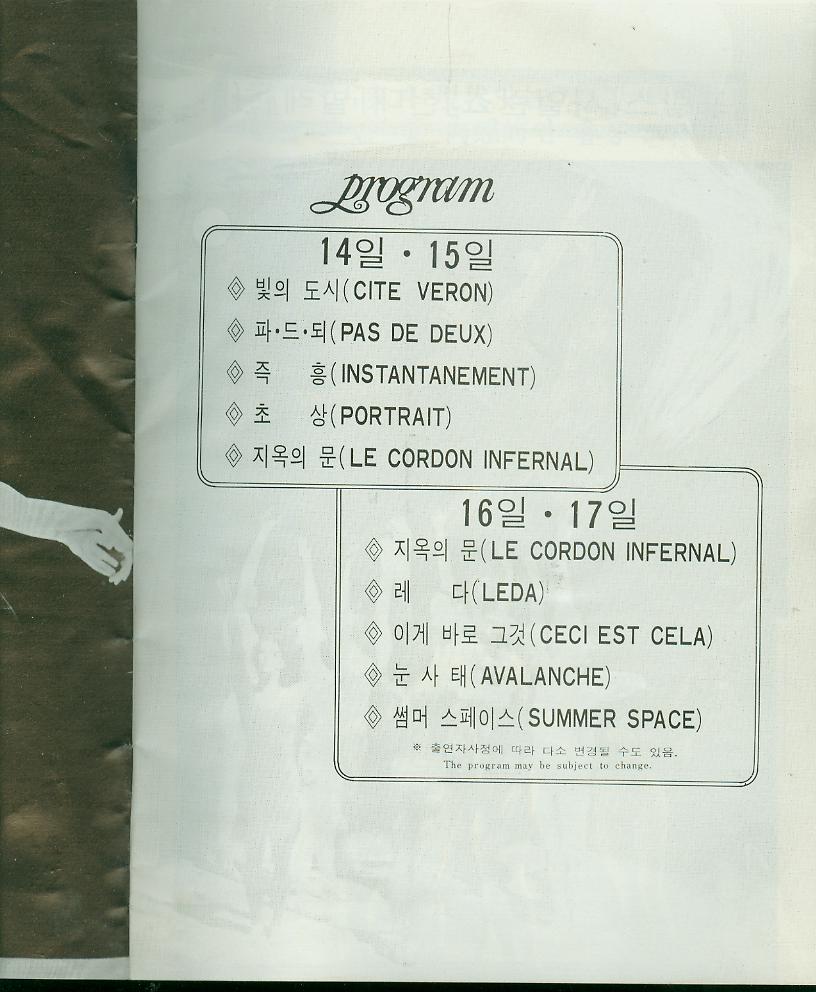 program
14일 · 15일
◇ 빛의 도시(CITE VERON)
◇ 파·드·되(PAS DE DEUX)
◇ 즉 흥(INSTANTANEMENT)
◇ 초 상(PORTRAIT)
◇ 지옥의 문(LE CORDON INFERNAL)
16일 · 17일
◇ 지옥의 문(LE CORDON INFERNAL)
◇ 레 다(LEDA)
◇ 이게 바로 그것(CECI EST CELA)
◇ 눈 사 태(AVALANCHE)
◇ 썸머 스페이스(SUMMER SPACE)
※ 출연자사정에 따라 다소 변경될 수도 있음.
The program may be subject to change.